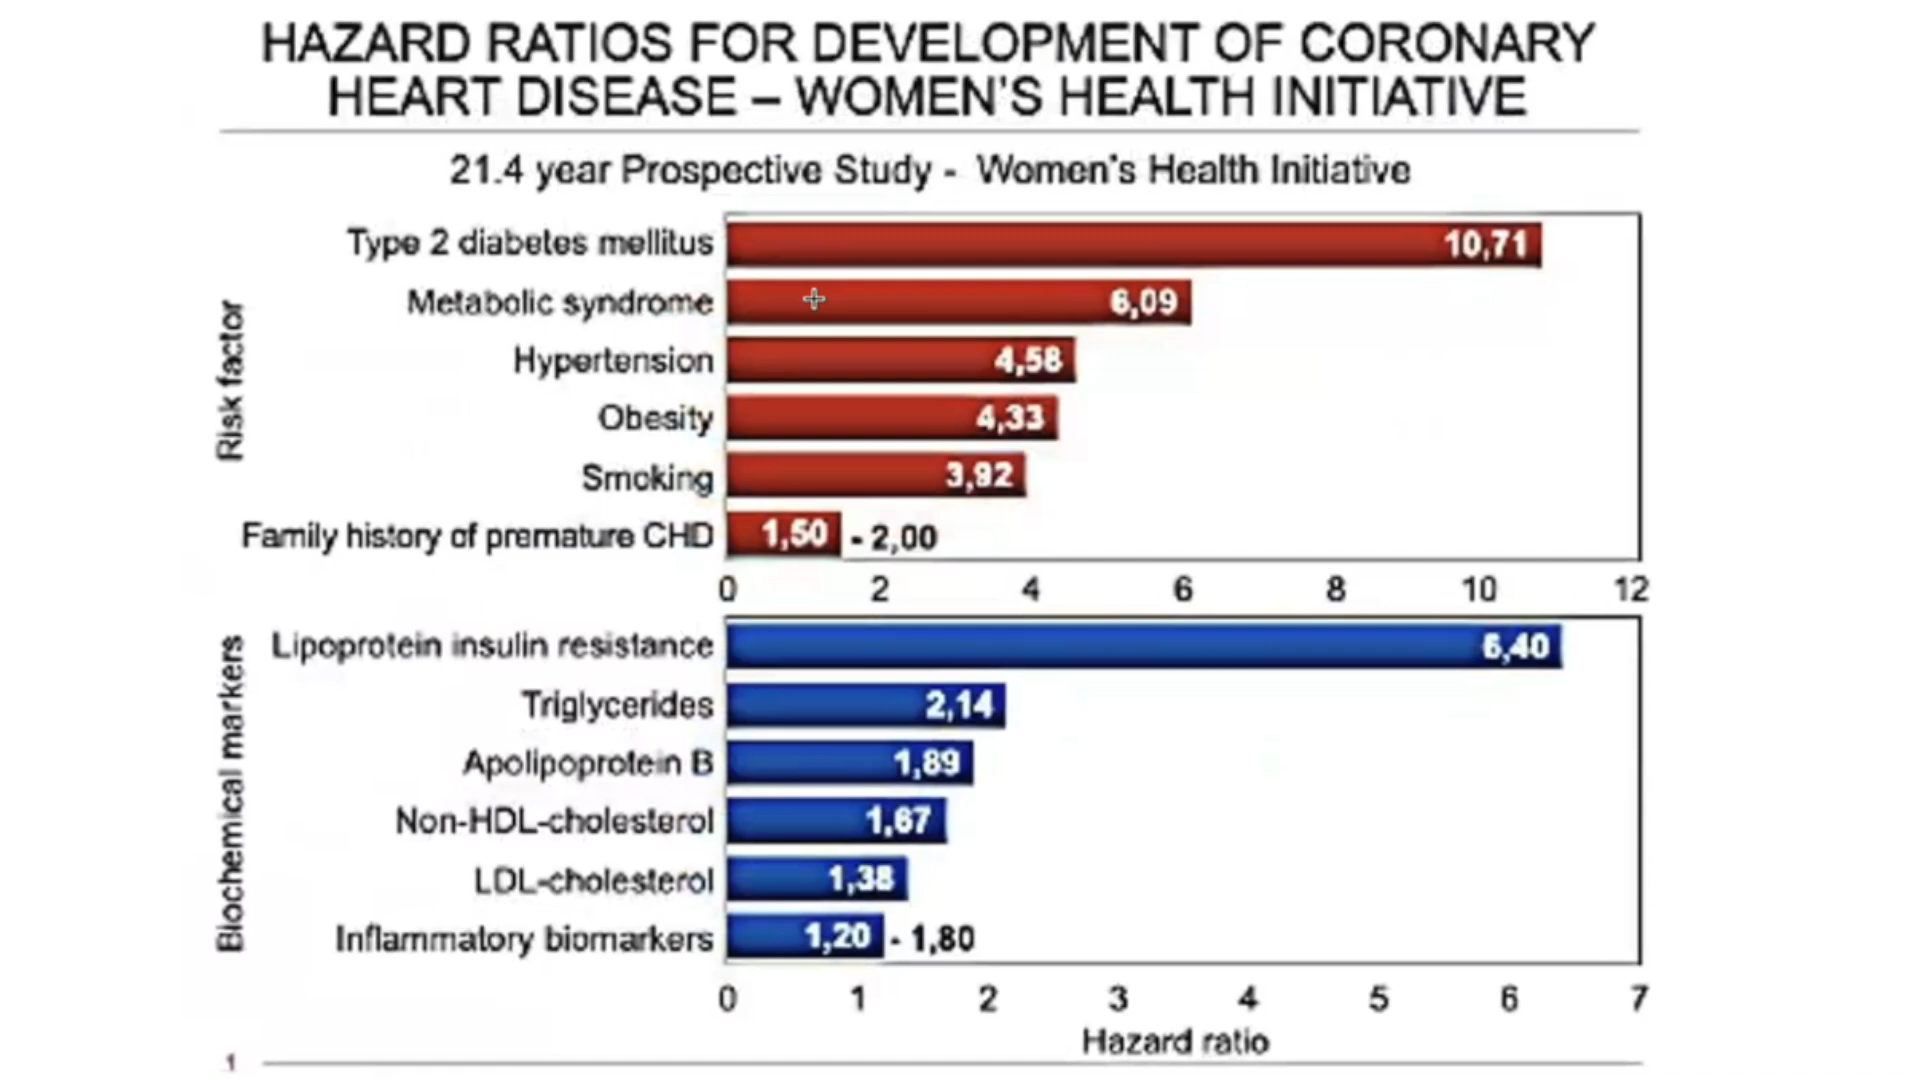 HAZARD RATIOS FOR DEVELOPMENT OF CORONARY
HEART DISEASE – WOMEN'S HEALTH INITIATIVE
21.4 year Prospective Study - Women's Health Initiative
Risk factor
Type 2 diabetes mellitus 10,71
Metabolic syndrome 6,09
Hypertension 4,58
Obesity 4,33
Smoking 3,92
Family history of premature CHD 1,50 - 2,00
0 2 4 6 8 10 12
Biochemical markers
Lipoprotein insulin resistance 6,40
Triglycerides 2,14
Apolipoprotein B 1,89
Non-HDL-cholesterol 1,67
LDL-cholesterol 1,38
Inflammatory biomarkers 1,20 - 1,80
0 1 2 3 4 5 6 7
Hazard ratio
1